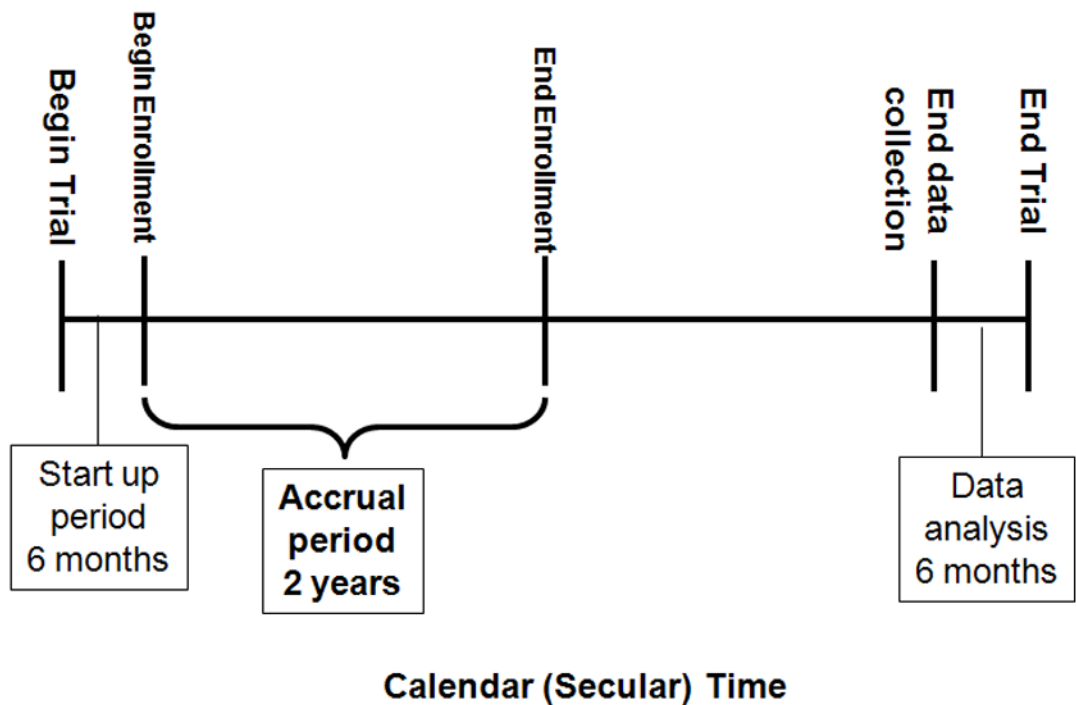 Begin Trial
Begin Enrollment
End Enrollment
End data
collection
End Trial
Start up
period
6 months
Accrual
period
2 years
Data
analysis
6 months
Calendar (Secular) Time